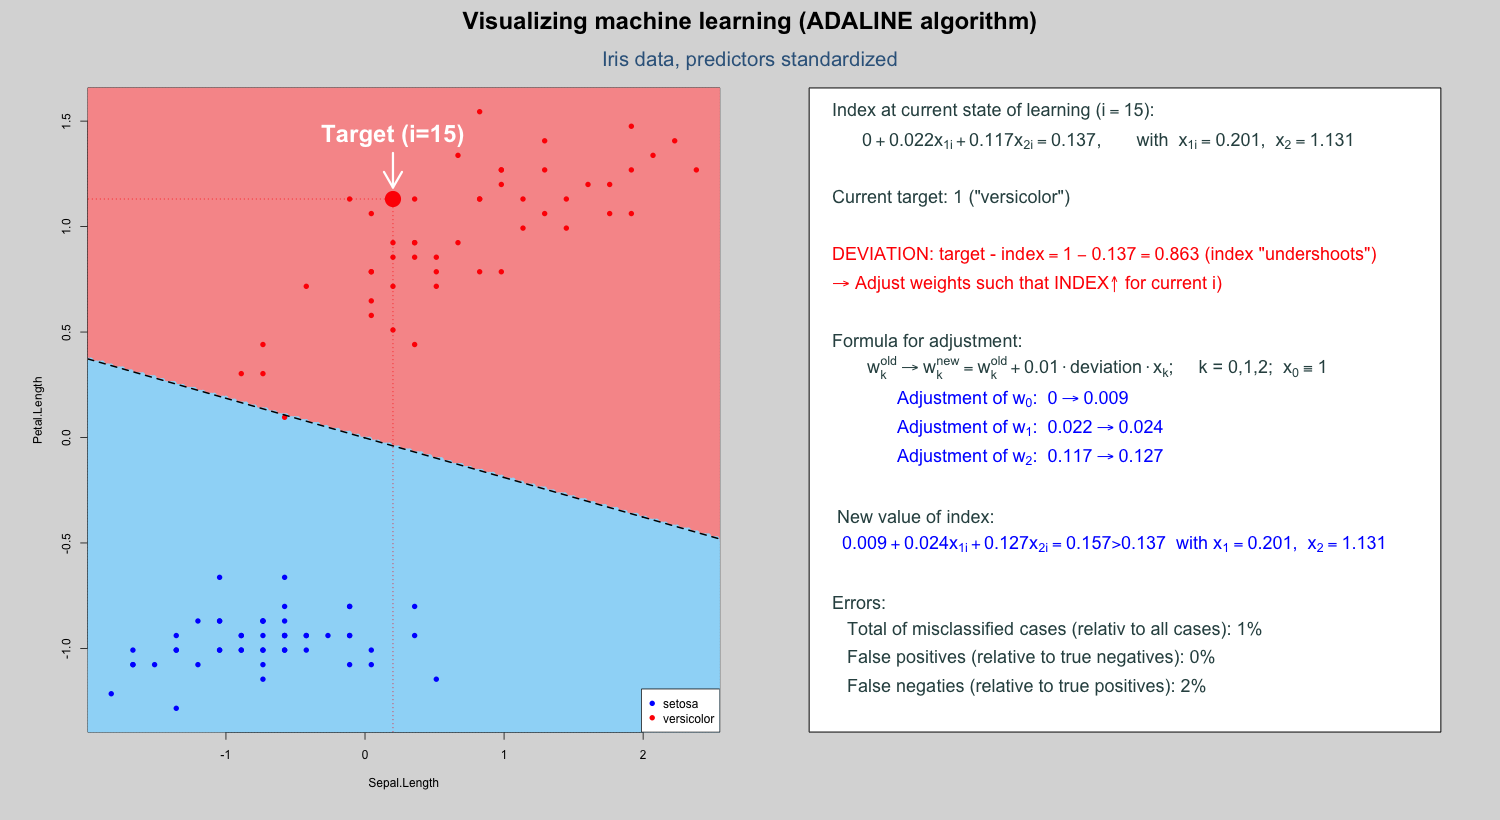 Visualizing machine learning (ADALINE algorithm)
Iris data, predictors standardized
Target (i=15)
1.5
1.0
0.5
0.0
-0.5
-1.0
Petal.Length
-1
0
1
2
Sepal.Length
setosa
versicolor
Index at current state of learning (i = 15):
0 + 0.022x1i + 0.117x2i = 0.137, with x1i = 0.201, x2 = 1.131
Current target: 1 ("versicolor")
DEVIATION: target - index = 1 − 0.137 = 0.863 (index "undershoots")
→ Adjust weights such that INDEX↑ for current i)
Formula for adjustment:
wk^old → wk^new = wk^old + 0.01 · deviation · xk; k = 0,1,2; x0 ≡ 1
Adjustment of w0: 0 → 0.009
Adjustment of w1: 0.022 → 0.024
Adjustment of w2: 0.117 → 0.127
New value of index:
0.009 + 0.024x1i + 0.127x2i = 0.157>0.137 with x1 = 0.201, x2 = 1.131
Errors:
Total of misclassified cases (relativ to all cases): 1%
False positives (relative to true negatives): 0%
False negaties (relative to true positives): 2%